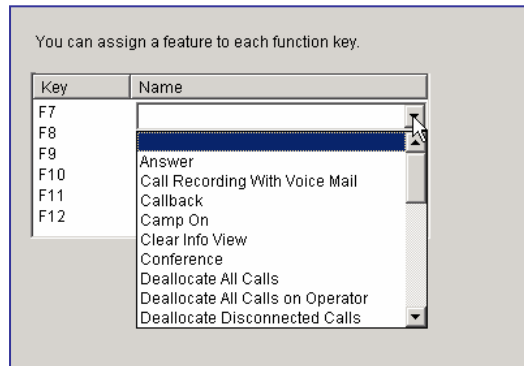 You can assign a feature to each function key.
Key Name
F7
F8
F9
F10
F11
F12
Answer
Call Recording With Voice Mail
Callback
Camp On
Clear Info View
Conference
Deallocate All Calls
Deallocate All Calls on Operator
Deallocate Disconnected Calls